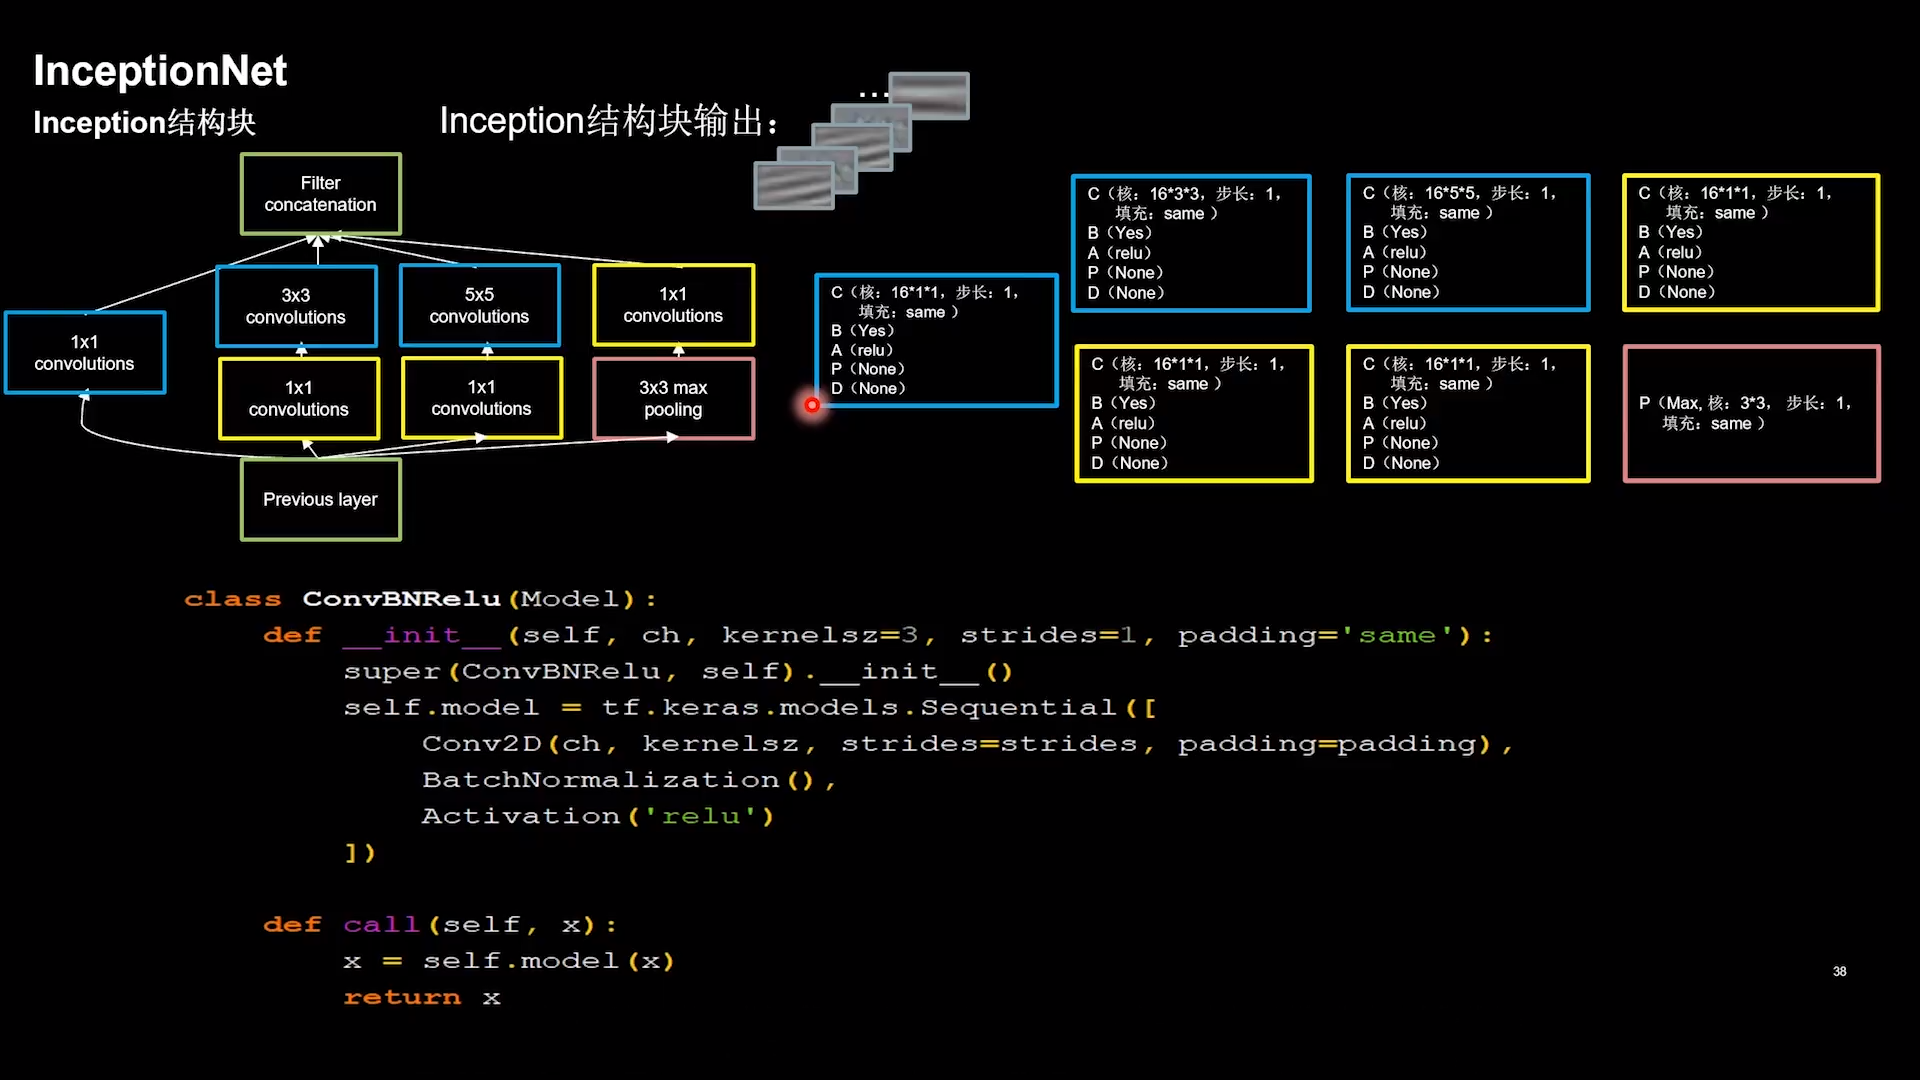 InceptionNet
Inception结构块
Inception结构块输出：
...
Filter
concatenation
1x1
convolutions
3x3
convolutions
5x5
convolutions
1x1
convolutions
1x1
convolutions
1x1
convolutions
3x3 max
pooling
Previous layer
C（核：16*1*1，步长：1，
填充：same ）
B（Yes）
A（relu）
P（None）
D（None）
C（核：16*3*3，步长：1，
填充：same ）
B（Yes）
A（relu）
P（None）
D（None）
C（核：16*5*5，步长：1，
填充：same ）
B（Yes）
A（relu）
P（None）
D（None）
C（核：16*1*1，步长：1，
填充：same ）
B（Yes）
A（relu）
P（None）
D（None）
C（核：16*1*1，步长：1，
填充：same ）
B（Yes）
A（relu）
P（None）
D（None）
C（核：16*1*1，步长：1，
填充：same ）
B（Yes）
A（relu）
P（None）
D（None）
P（Max, 核：3*3， 步长：1，
填充：same ）
class ConvBNRelu(Model):
def __init__(self, ch, kernelsz=3, strides=1, padding='same'):
super(ConvBNRelu, self).__init__()
self.model = tf.keras.models.Sequential([
Conv2D(ch, kernelsz, strides=strides, padding=padding),
BatchNormalization(),
Activation('relu')
])
def call(self, x):
x = self.model(x)
return x
38